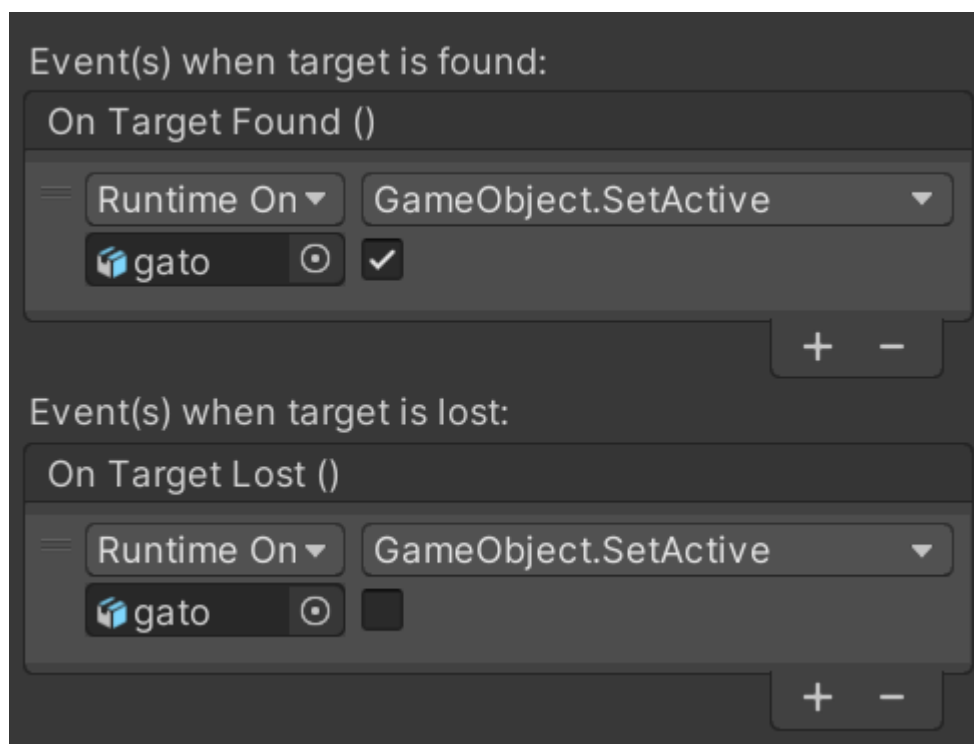 Event(s) when target is found:
On Target Found ()
Runtime On GameObject.SetActive
gato
Event(s) when target is lost:
On Target Lost ()
Runtime On GameObject.SetActive
gato